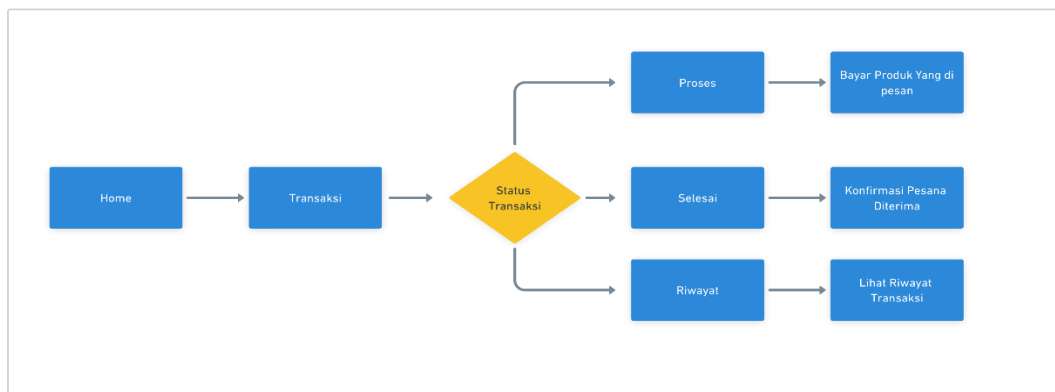 Home
Transaksi
Status
Transaksi
Proses
Bayar Produk Yang di
pesan
Selesai
Konfirmasi Pesana
Diterima
Riwayat
Lihat Riwayat
Transaksi